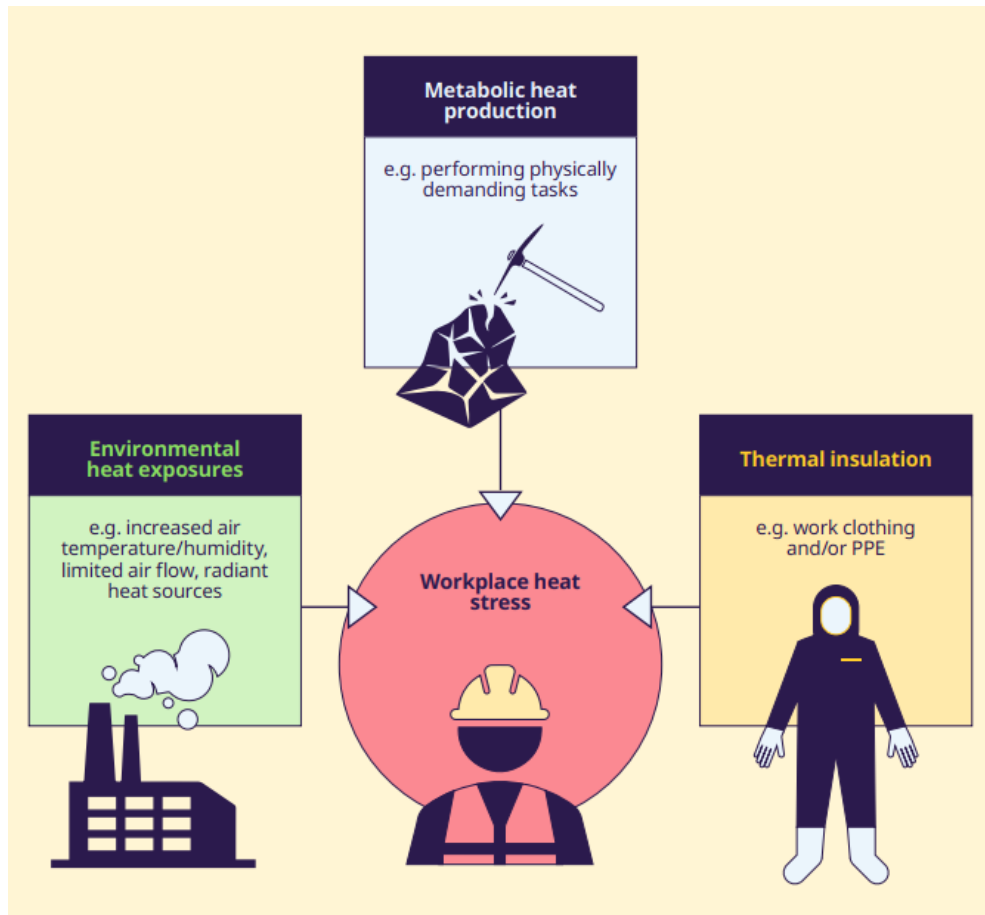 Metabolic heat
production
e.g. performing physically
demanding tasks
Environmental
heat exposures
e.g. increased air
temperature/humidity,
limited air flow, radiant
heat sources
Workplace heat
stress
Thermal insulation
e.g. work clothing
and/or PPE